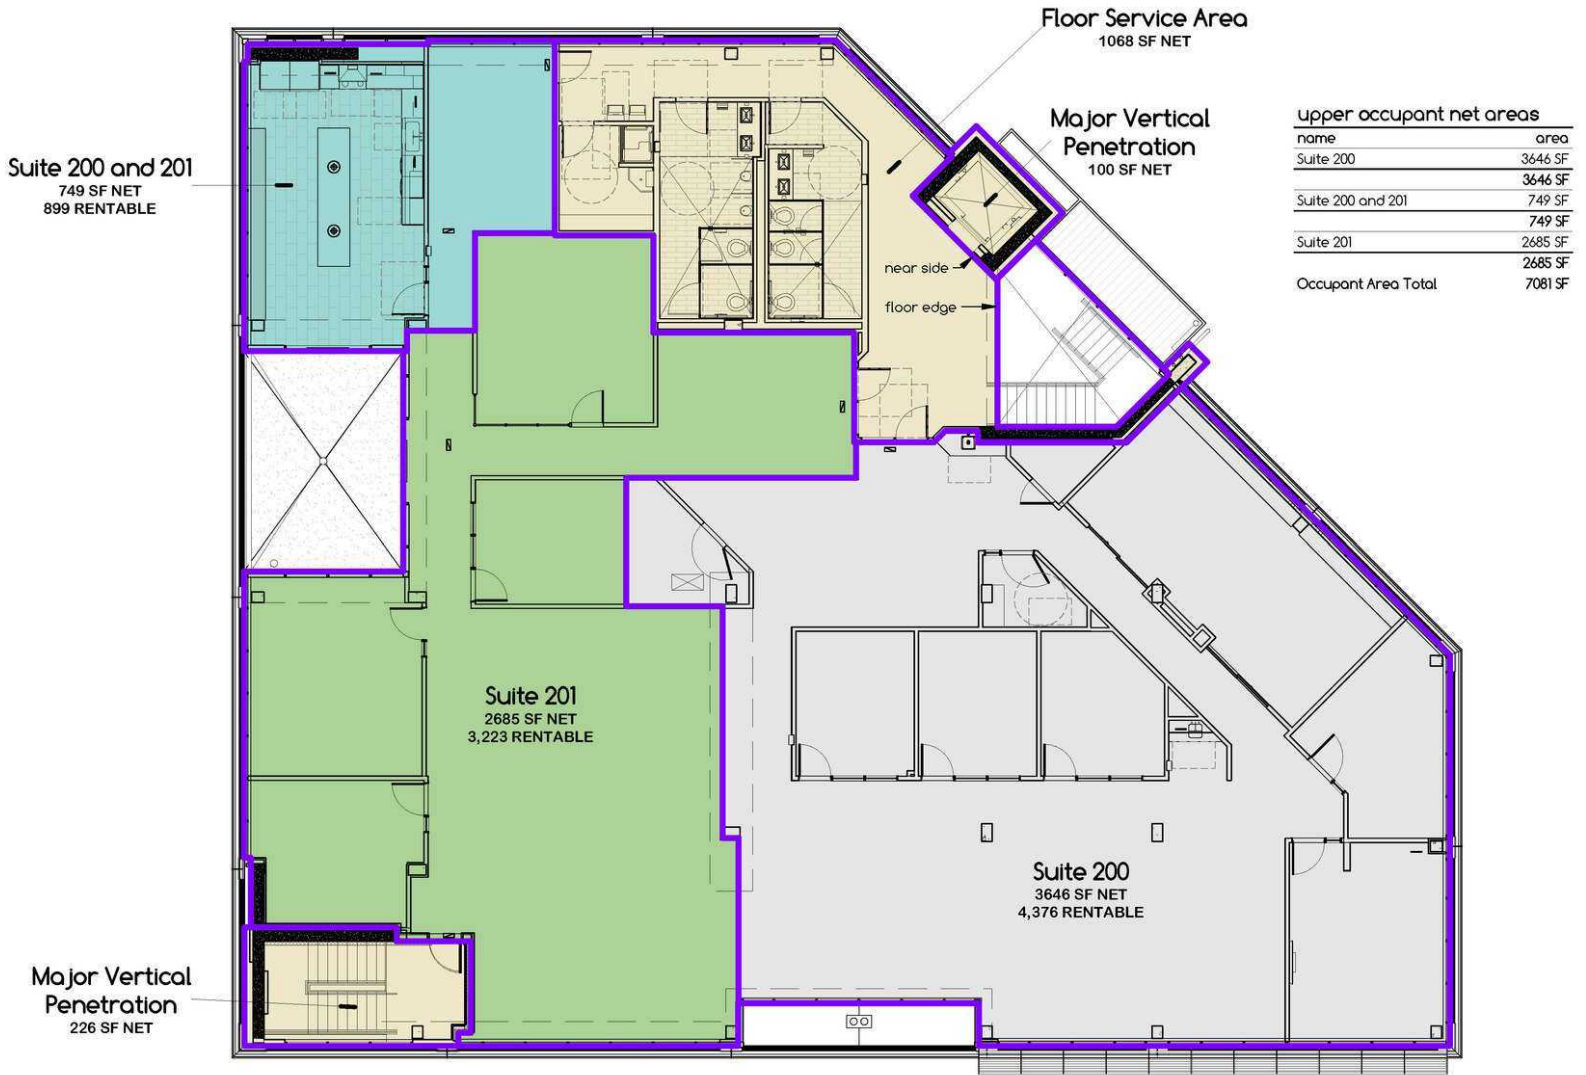 Floor Service Area
1068 SF NET
Major Vertical
Penetration
100 SF NET
Suite 200 and 201
749 SF NET
899 RENTABLE
near side
floor edge
upper occupant net areas
name area
Suite 200 3646 SF
3646 SF
Suite 200 and 201 749 SF
749 SF
Suite 201 2685 SF
2685 SF
Occupant Area Total 7081 SF
Suite 201
2685 SF NET
3,223 RENTABLE
Suite 200
3646 SF NET
4,376 RENTABLE
Major Vertical
Penetration
226 SF NET